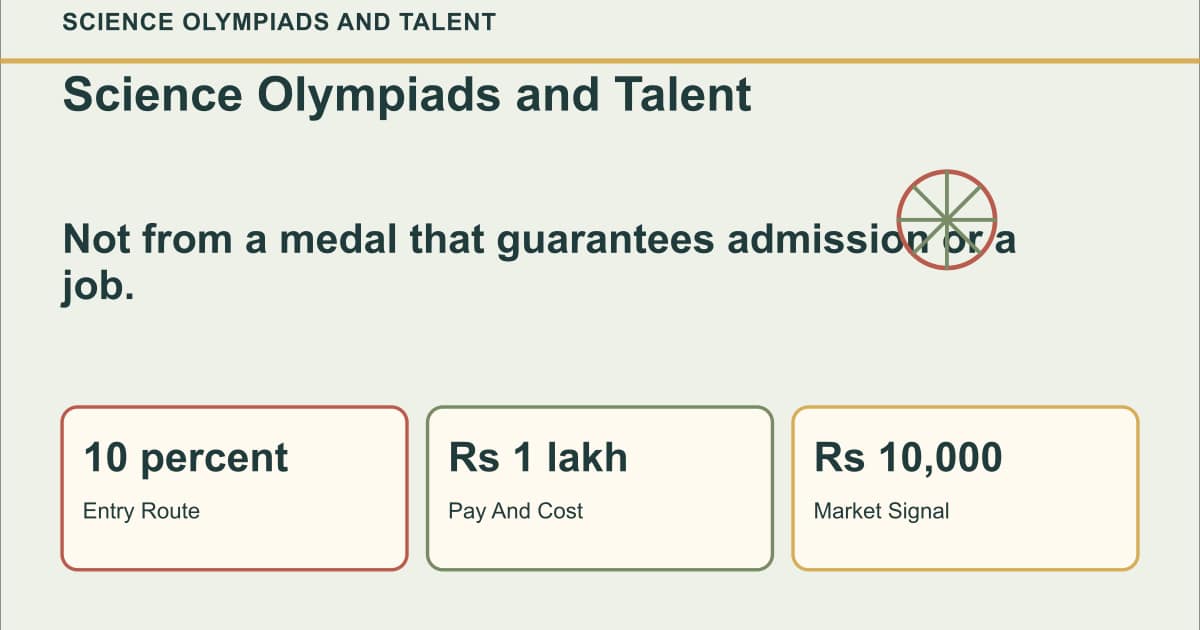 SCIENCE OLYMPIADS AND TALENT
Science Olympiads and Talent
Not from a medal that guarantees admission or a
job.
10 percent
Entry Route
Rs 1 lakh
Pay And Cost
Rs 10,000
Market Signal